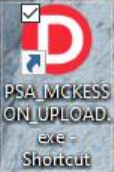 PSA_MCKESS
ON_UPLOAD.
exe -
Shortcut